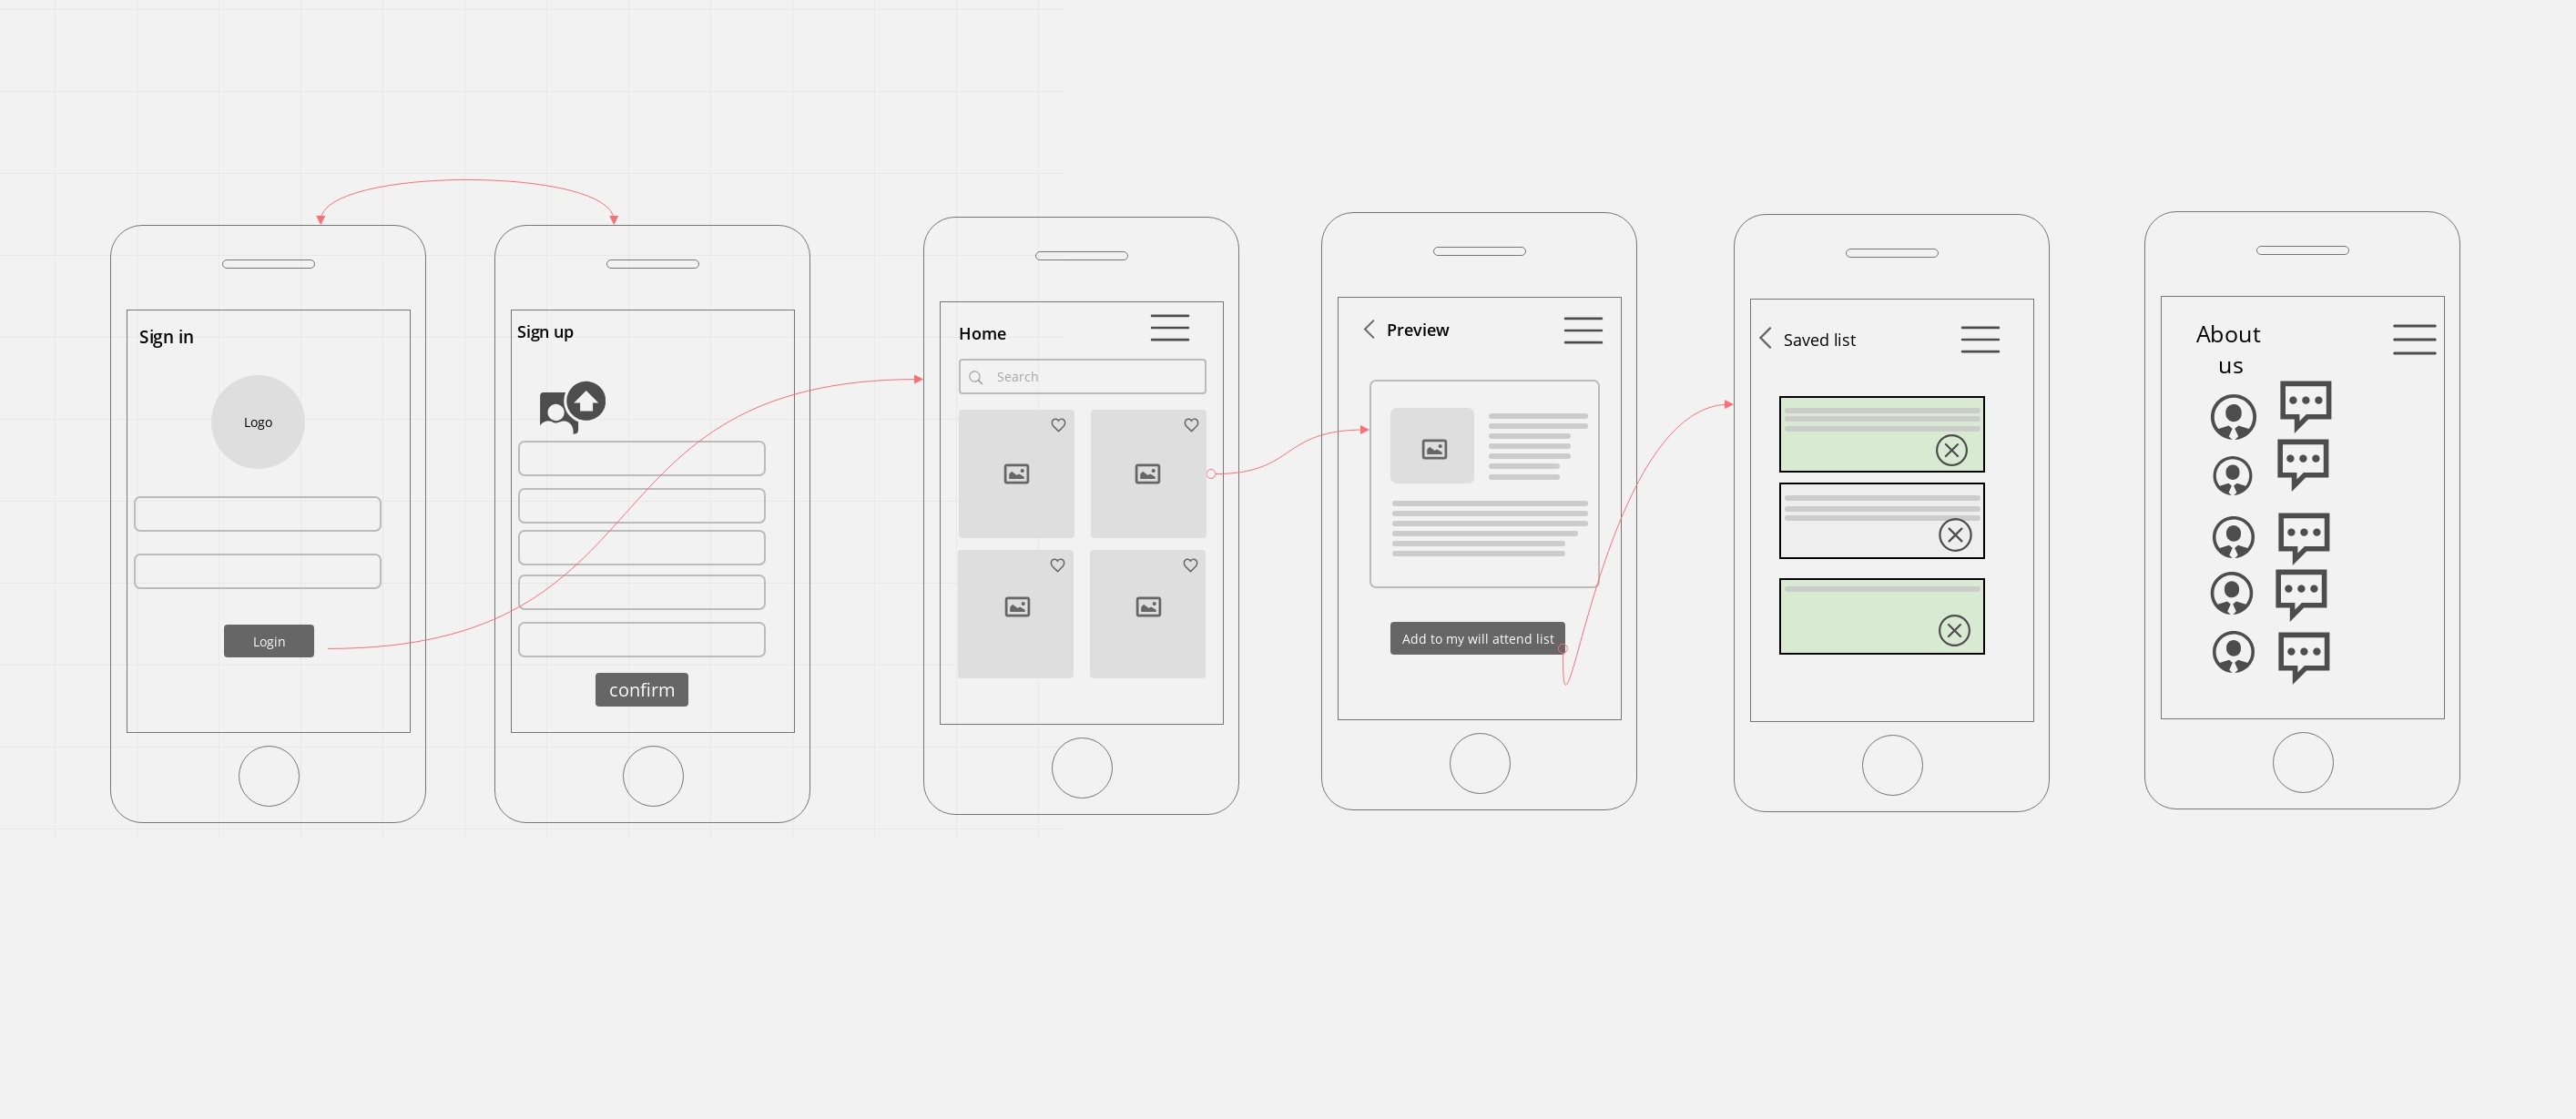 Sign in
Logo
Login
Sign up
confirm
Home
Search
Preview
Add to my will attend list
Saved list
About
us